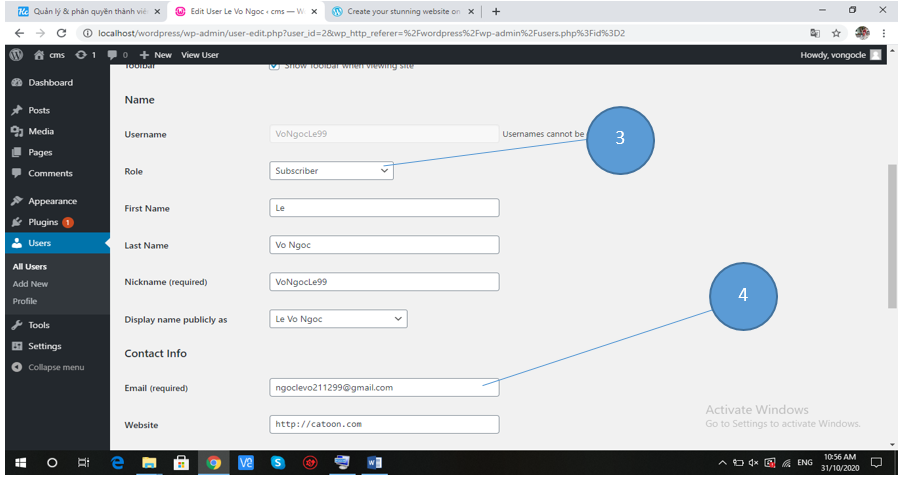 Quản lý & phân quyền thành viê
Edit User Le Vo Ngoc ‹ cms — W
Create your stunning website on
localhost/wordpress/wp-admin/user-edit.php?user_id=2&wp_http_referer=%2Fwordpress%2Fwp-admin%2Fusers.php%3Fid%3D2
cms 1 0 New View User Howdy, vongocle
Toolbar Show Toolbar when viewing site
Dashboard
Posts
Media
Pages
Comments
Appearance
Plugins 1
Users
All Users
Add New
Profile
Tools
Settings
Collapse menu
Name
Username VoNgocLe99 Usernames cannot be
3
Role Subscriber
First Name Le
Last Name Vo Ngoc
Nickname (required) VoNgocLe99
4
Display name publicly as Le Vo Ngoc
Contact Info
Email (required) ngoclevo211299@gmail.com
Website http://catoon.com
Activate Windows
Go to Settings to activate Windows.
ENG
10:56 AM
31/10/2020